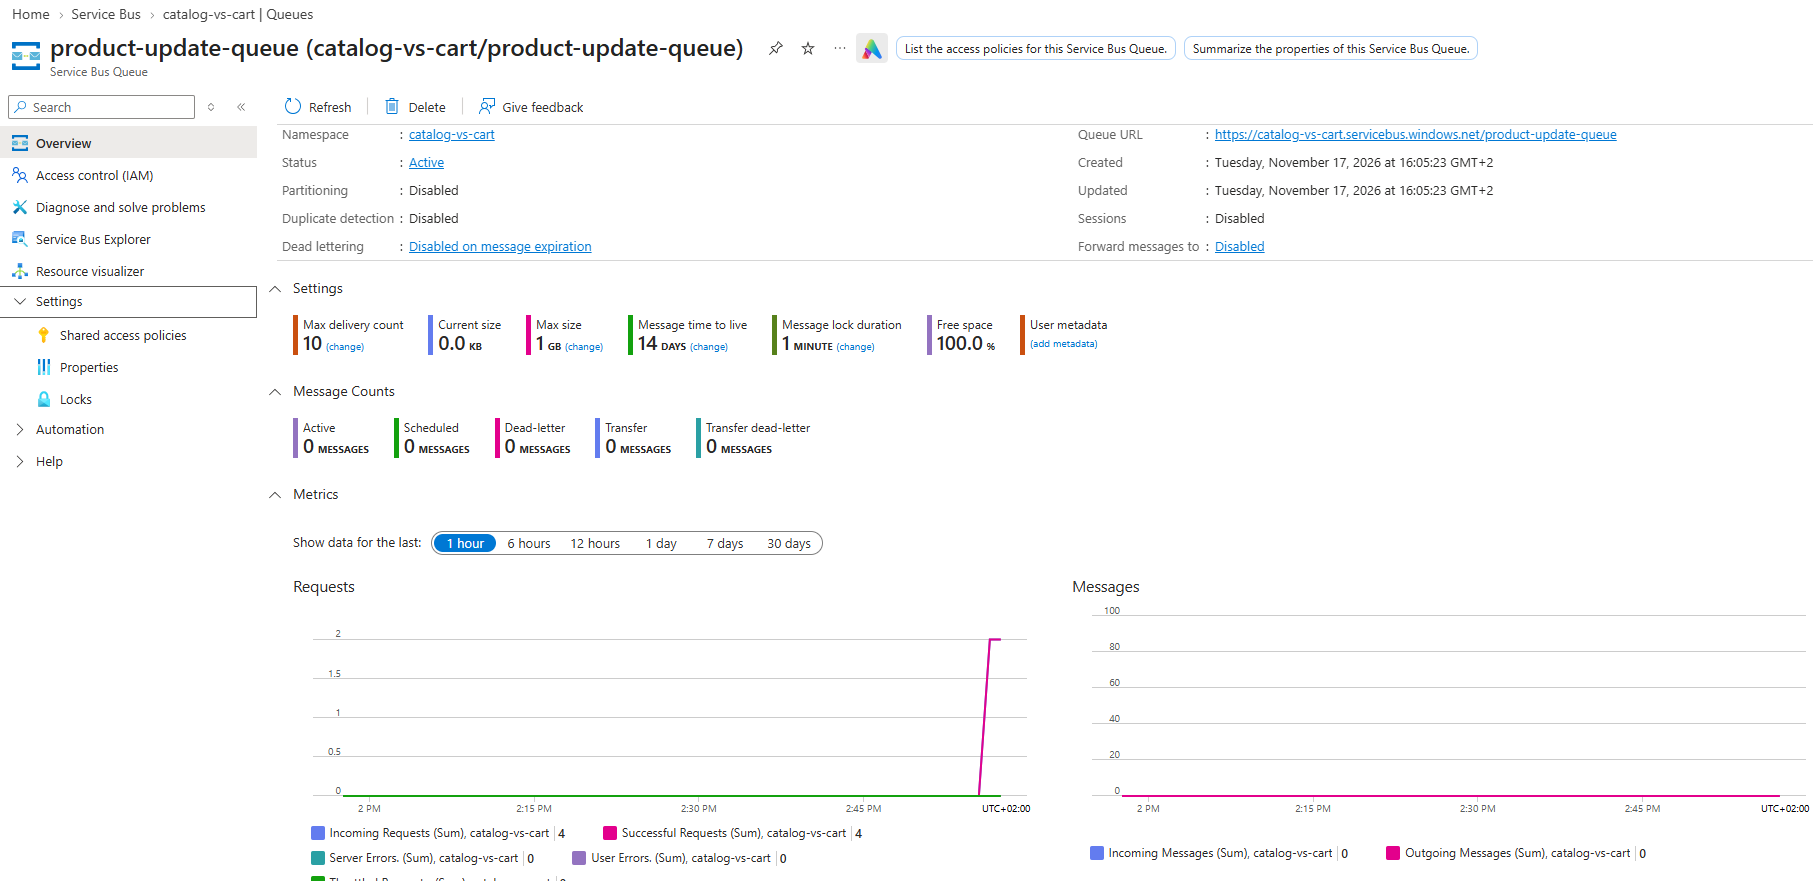 Home > Service Bus > catalog-vs-cart | Queues
product-update-queue (catalog-vs-cart/product-update-queue)
Service Bus Queue
List the access policies for this Service Bus Queue.
Summarize the properties of this Service Bus Queue.
Search
Overview
Access control (IAM)
Diagnose and solve problems
Service Bus Explorer
Resource visualizer
Settings
Shared access policies
Properties
Locks
Automation
Help
Refresh
Delete
Give feedback
Namespace : catalog-vs-cart
Status : Active
Partitioning : Disabled
Duplicate detection : Disabled
Dead lettering : Disabled on message expiration
Queue URL : https://catalog-vs-cart.servicebus.windows.net/product-update-queue
Created : Tuesday, November 17, 2026 at 16:05:23 GMT+2
Updated : Tuesday, November 17, 2026 at 16:05:23 GMT+2
Sessions : Disabled
Forward messages to : Disabled
Settings
Max delivery count
10 (change)
Current size
0.0 KB
Max size
1 GB (change)
Message time to live
14 DAYS (change)
Message lock duration
1 MINUTE (change)
Free space
100.0 %
User metadata
(add metadata)
Message Counts
Active
0 MESSAGES
Scheduled
0 MESSAGES
Dead-letter
0 MESSAGES
Transfer
0 MESSAGES
Transfer dead-letter
0 MESSAGES
Metrics
Show data for the last: 1 hour 6 hours 12 hours 1 day 7 days 30 days
Requests
2
1.5
1
0.5
0
2 PM 2:15 PM 2:30 PM 2:45 PM UTC+02:00
Incoming Requests (Sum), catalog-vs-cart | 4
Successful Requests (Sum), catalog-vs-cart | 4
Server Errors. (Sum), catalog-vs-cart | 0
User Errors. (Sum), catalog-vs-cart | 0
Messages
100
80
60
40
20
0
2 PM 2:15 PM 2:30 PM 2:45 PM UTC+02:00
Incoming Messages (Sum), catalog-vs-cart | 0
Outgoing Messages (Sum), catalog-vs-cart | 0